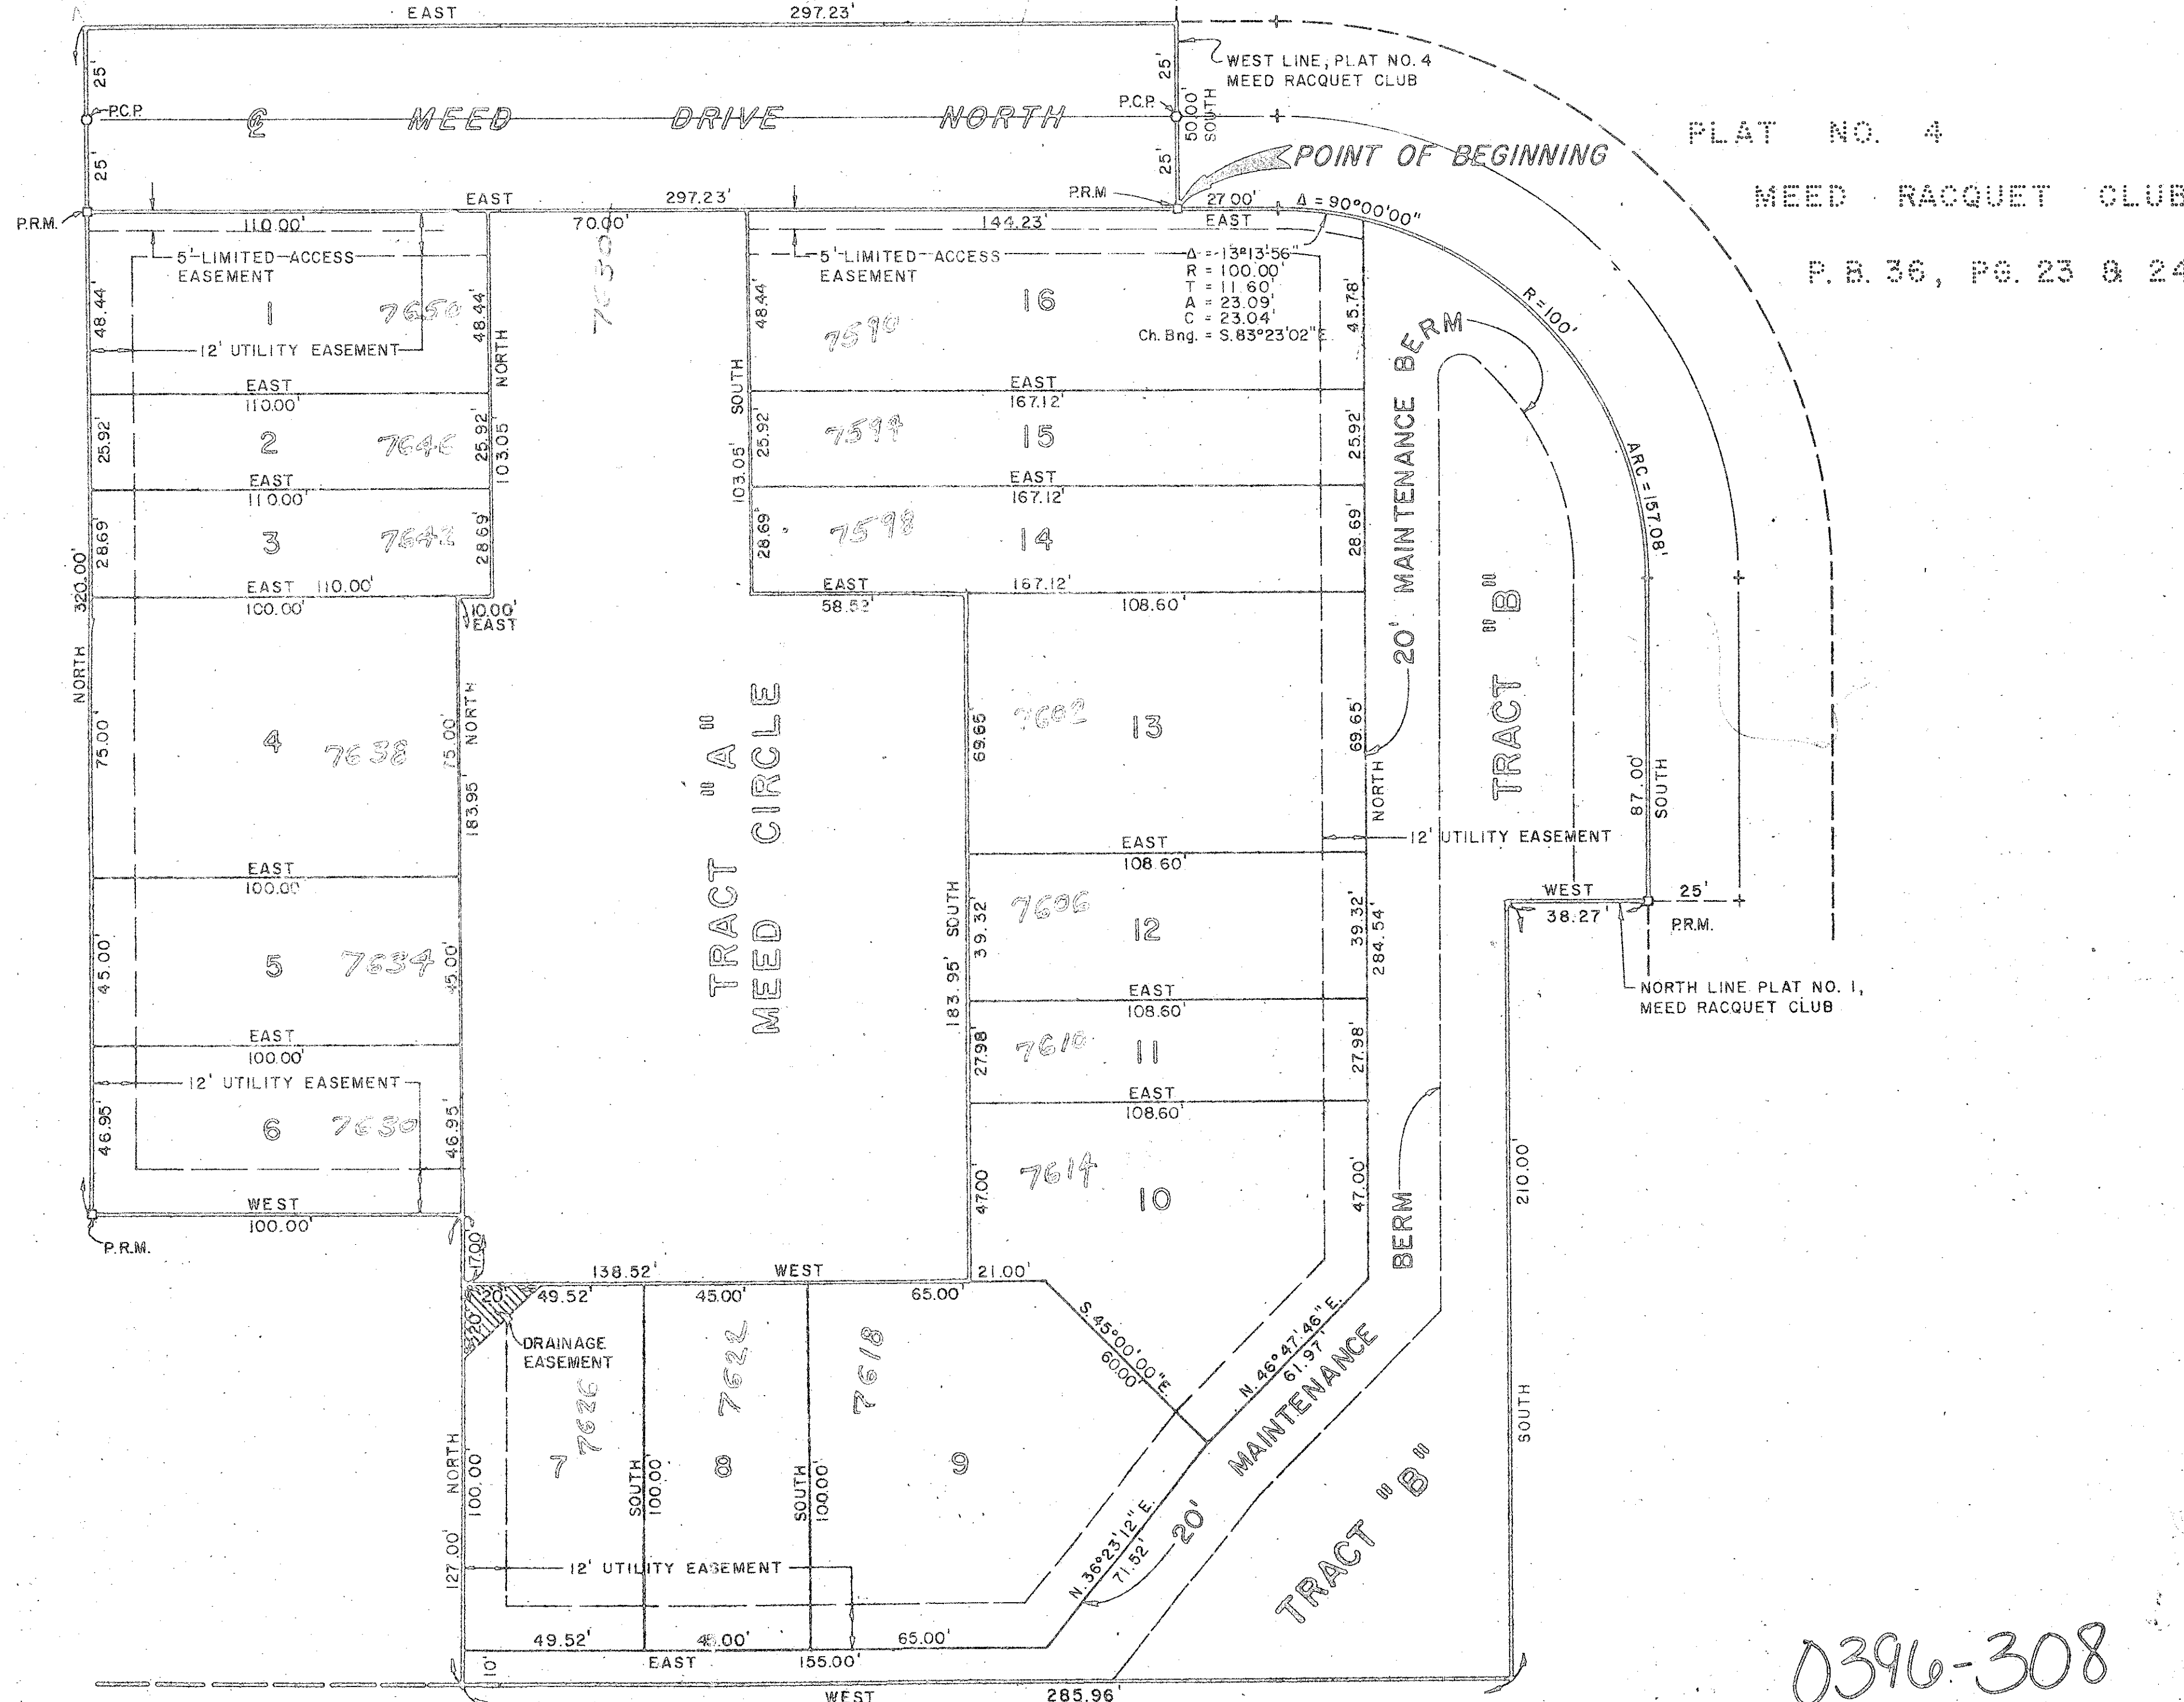 EAST 297.23'
25'
WEST LINE, PLAT NO. 4
MEED RACQUET CLUB
25'
P.C.P.
℄ MEED DRIVE NORTH
P.C.P.
50.00'
SOUTH
PLAT NO. 4
25'
25'
POINT OF BEGINNING
MEED RACQUET CLUB
P.R.M.
EAST 297.23'
P.R.M.
27.00'
EAST
Δ = 90°00'00"
110.00'
70.00'
144.23'
P.B. 36, PG. 23 & 24
5' LIMITED ACCESS
EASEMENT
5' LIMITED ACCESS
EASEMENT
Δ = 13°13'56"
R = 100.00'
T = 11.60'
A = 23.09'
C = 23.04'
Ch. Bng. = S. 83°23'02" E.
48.44'
1
7650
48.44'
NORTH
48.44'
7590
16
45.78'
R = 100'
12' UTILITY EASEMENT
EAST
110.00'
EAST
167.12'
25.92'
2
7646
25.92'
103.05'
SOUTH
103.05'
25.92'
7594
15
25.92'
20' MAINTENANCE BERM
ARC = 157.08'
EAST
110.00'
EAST
167.12'
28.69'
3
7642
28.69'
28.69'
7598
14
28.69'
320.00'
NORTH
EAST 110.00'
100.00'
10.00'
EAST
EAST 167.12'
58.52'
108.60'
TRACT "B"
75.00'
4
7638
75.00'
NORTH
183.95'
TRACT "A"
MEED CIRCLE
69.65'
7602
13
69.65'
NORTH
284.54'
87.00'
SOUTH
12' UTILITY EASEMENT
EAST
100.00'
EAST
108.60'
WEST
38.27'
25'
P.R.M.
45.00'
5
7634
45.00'
183.95' SOUTH
39.32'
7606
12
39.32'
NORTH LINE PLAT NO. 1,
MEED RACQUET CLUB
EAST
100.00'
EAST
108.60'
27.98'
7610
11
27.98'
12' UTILITY EASEMENT
EAST
108.60'
46.95'
6
7630
46.95'
47.00'
7614
10
47.00'
BERM
210.00'
SOUTH
WEST
100.00'
P.R.M.
17.00'
138.52' WEST
21.00'
20'
20'
49.52'
45.00'
65.00'
DRAINAGE
EASEMENT
S. 45°00'00" E.
60.00'
N. 46°47'46" E.
61.97'
MAINTENANCE
NORTH
127.00'
100.00'
7
7626
SOUTH
100.00'
8
7622
SOUTH
100.00'
7618
9
N. 36°23'12" E.
71.52'
20'
TRACT "B"
12' UTILITY EASEMENT
49.52'
45.00'
65.00'
EAST 155.00'
10'
WEST 285.96'
0396-308